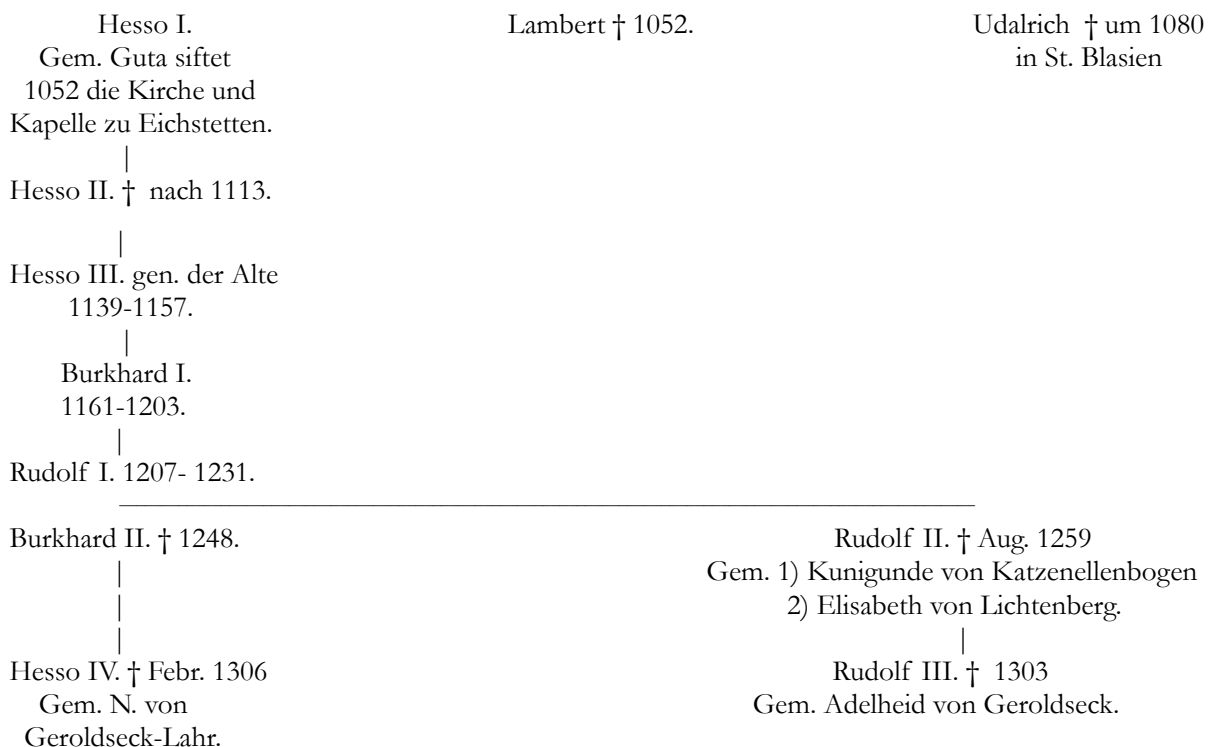 Hesso I.
Gem. Guta siftet
1052 die Kirche und
Kapelle zu Eichstetten.
Lambert † 1052.
Udalrich † um 1080
in St. Blasien
Hesso II. † nach 1113.
Hesso III. gen. der Alte
1139-1157.
Burkhard I.
1161-1203.
Rudolf I. 1207- 1231.
Burkhard II. † 1248.
Rudolf II. † Aug. 1259
Gem. 1) Kunigunde von Katzenellenbogen
2) Elisabeth von Lichtenberg.
Hesso IV. † Febr. 1306
Gem. N. von
Geroldseck-Lahr.
Rudolf III. † 1303
Gem. Adelheid von Geroldseck.